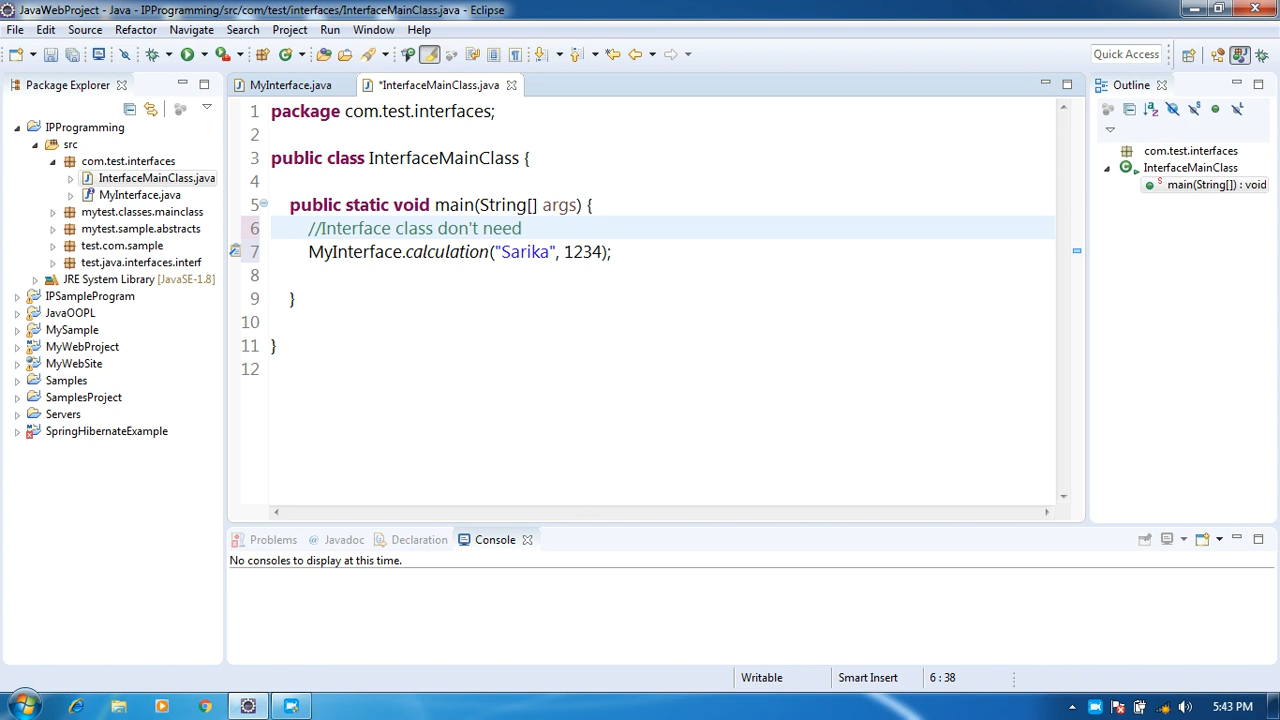 JavaWebProject - Java - IPProgramming/src/com/test/interfaces/InterfaceMainClass.java - Eclipse
File Edit Source Refactor Navigate Search Project Run Window Help
Quick Access
Package Explorer
MyInterface.java
*InterfaceMainClass.java
Outline
IPProgramming
src
com.test.interfaces
InterfaceMainClass.java
MyInterface.java
mytest.classes.mainclass
mytest.sample.abstracts
test.com.sample
test.java.interfaces.interf
JRE System Library [JavaSE-1.8]
IPSampleProgram
JavaOOPL
MySample
MyWebProject
MyWebSite
Samples
SamplesProject
Servers
SpringHibernateExample
1 package com.test.interfaces;
2
3 public class InterfaceMainClass {
4
5 public static void main(String[] args) {
6 //Interface class don't need
7 MyInterface.calculation("Sarika", 1234);
8
9 }
10
11 }
12
com.test.interfaces
InterfaceMainClass
main(String[]) : void
Problems @ Javadoc Declaration Console
No consoles to display at this time.
Writable Smart Insert 6 : 38
5:43 PM